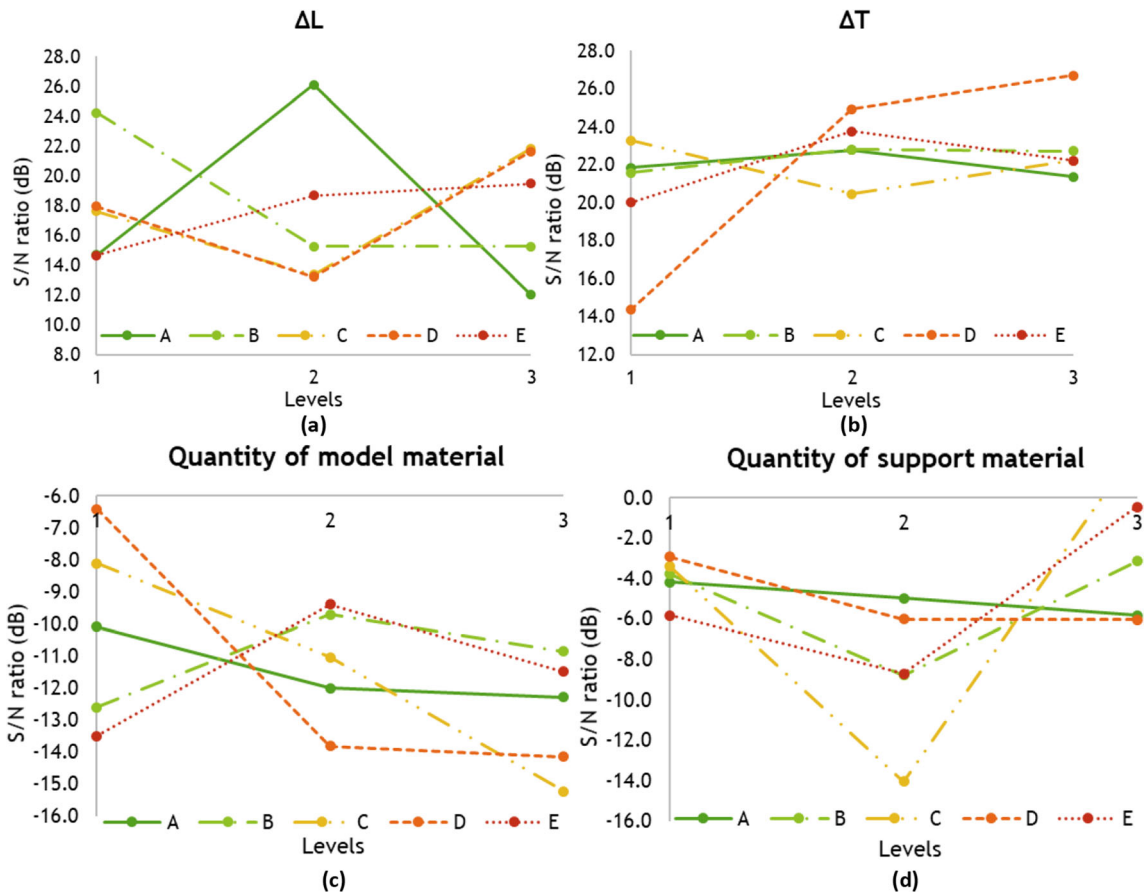 ΔL
S/N ratio (dB)
28.0
26.0
24.0
22.0
20.0
18.0
16.0
14.0
12.0
10.0
8.0
A B C D E
1 2 3
Levels
(a)
ΔT
S/N ratio (dB)
28.0
26.0
24.0
22.0
20.0
18.0
16.0
14.0
12.0
A B C D E
1 2 3
Levels
(b)
Quantity of model material
S/N ratio (dB)
-6.0
1 2 3
-7.0
-8.0
-9.0
-10.0
-11.0
-12.0
-13.0
-14.0
-15.0
-16.0
A B C D E
Levels
(c)
Quantity of support material
S/N ratio (dB)
0.0
1 2 3
-2.0
-4.0
-6.0
-8.0
-10.0
-12.0
-14.0
-16.0
A B C D E
Levels
(d)